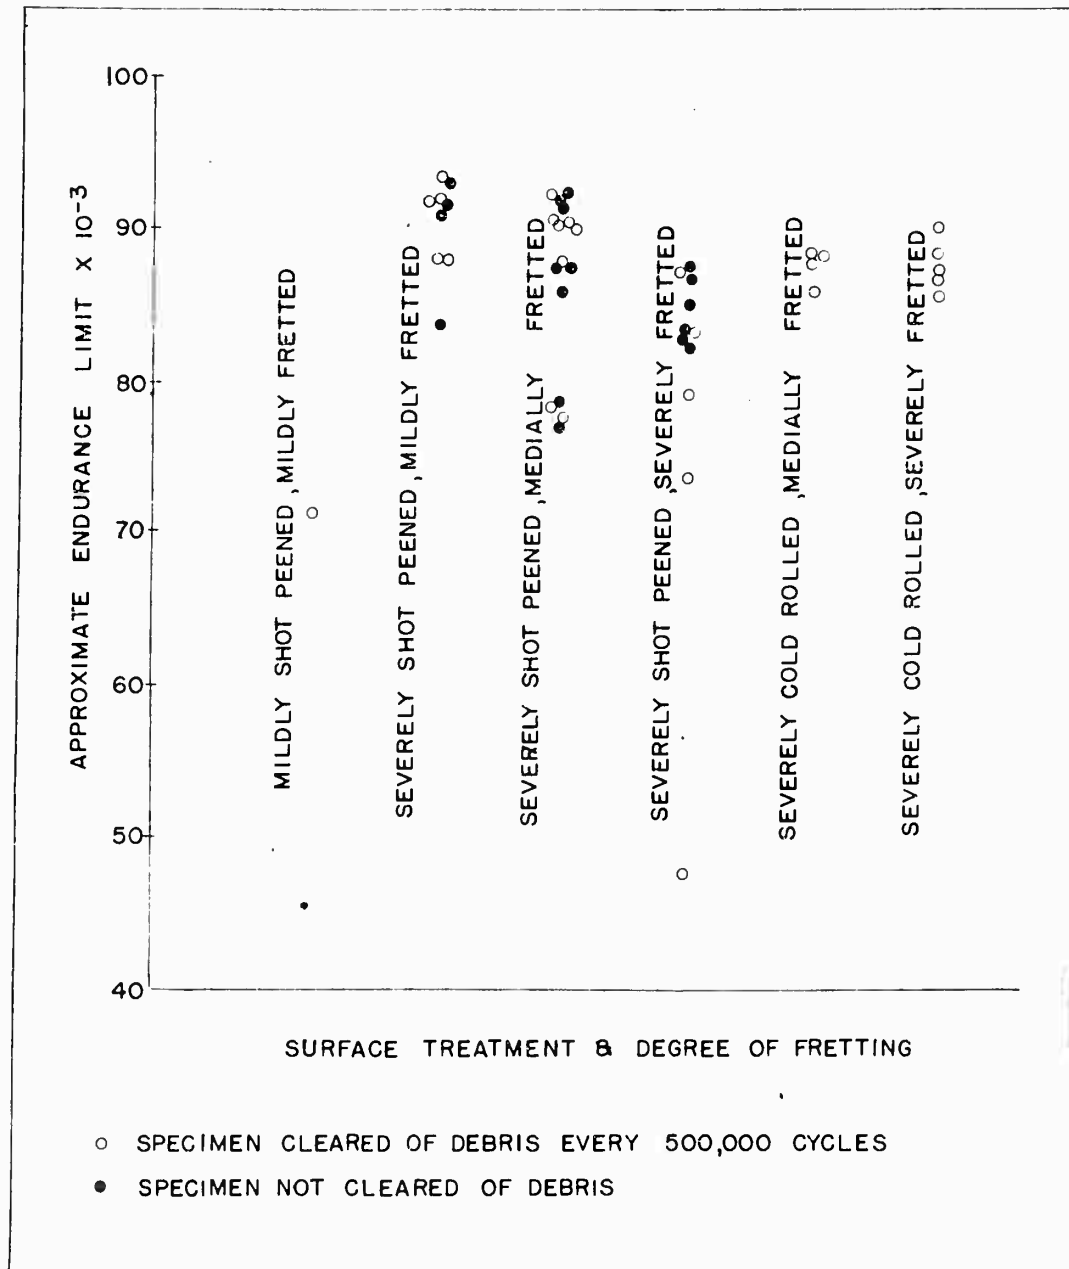 100
90
80
70
60
50
40
APPROXIMATE ENDURANCE LIMIT X 10-3
MILDLY SHOT PEENED, MILDLY FRETTED
SEVERELY SHOT PEENED, MILDLY FRETTED
SEVERELY SHOT PEENED, MEDIALLY FRETTED
SEVERELY SHOT PEENED, SEVERELY FRETTED
SEVERELY COLD ROLLED, MEDIALLY FRETTED
SEVERELY COLD ROLLED, SEVERELY FRETTED
SURFACE TREATMENT & DEGREE OF FRETTING
SPECIMEN CLEARED OF DEBRIS EVERY 500,000 CYCLES
SPECIMEN NOT CLEARED OF DEBRIS